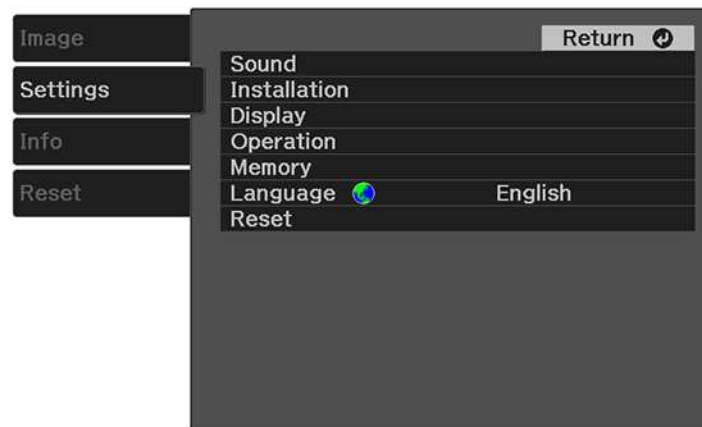 Image
Settings
Info
Reset
Return
Sound
Installation
Display
Operation
Memory
Language English
Reset